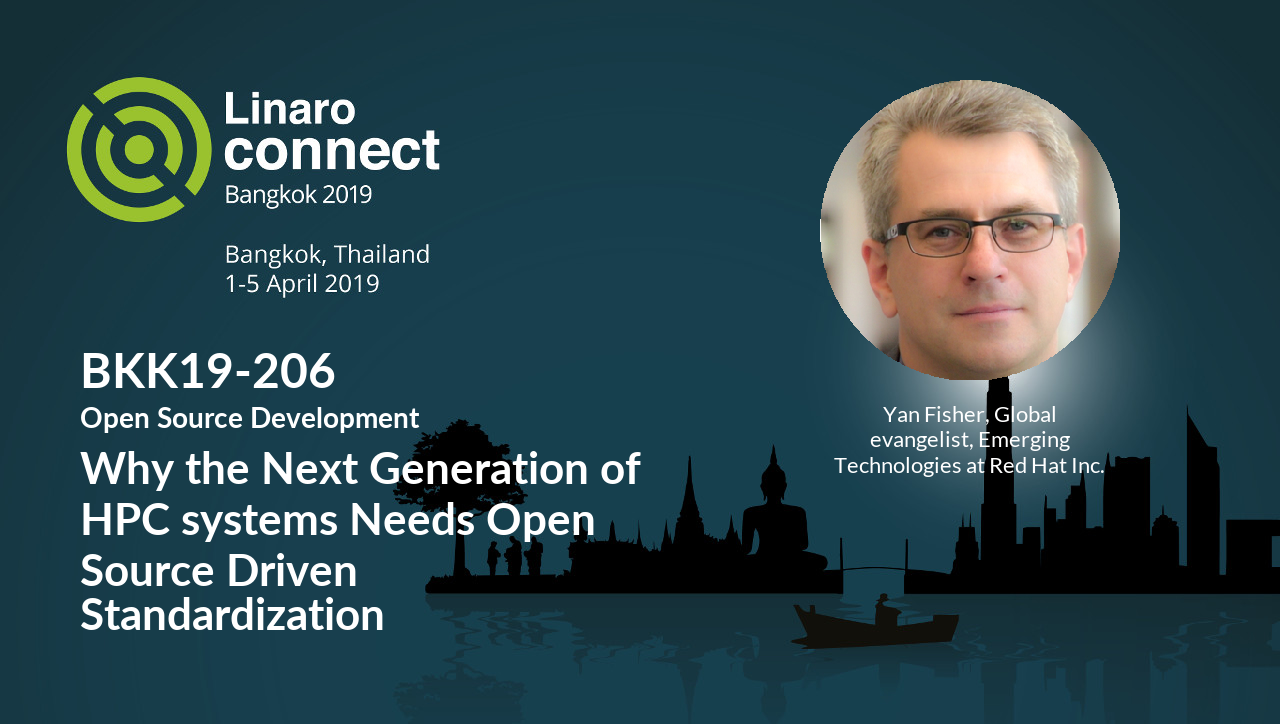 Linaro
connect
Bangkok 2019
Bangkok, Thailand
1-5 April 2019
BKK19-206
Open Source Development
Why the Next Generation of
HPC systems Needs Open
Source Driven
Standardization
Yan Fisher, Global
evangelist, Emerging
Technologies at Red Hat Inc.